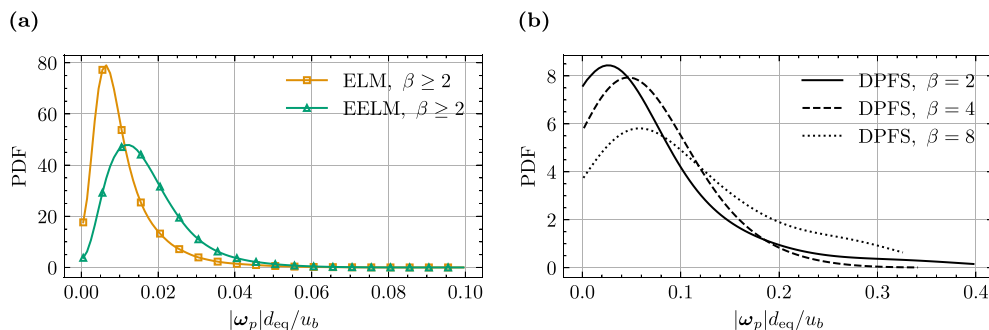 (a)
80
60
40
20
0
PDF
0.00 0.02 0.04 0.06 0.08 0.10
|ω_p|d_eq/u_b
ELM, β ≥ 2
EELM, β ≥ 2
(b)
8
6
4
2
0
PDF
0.0 0.1 0.2 0.3 0.4
|ω_p|d_eq/u_b
DPFS, β = 2
DPFS, β = 4
DPFS, β = 8